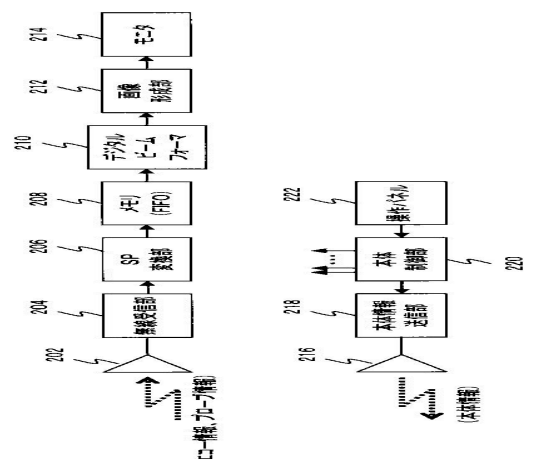 214
モニタ
212
画像
形成部
210
デジタル
ビーム
フォーマ
208
メモリ
(FIFO)
206
SP
変換部
204
無線受信部
202
エコー情報、プローブ情報)
222
操作パネル
本体
制御部
220
218
本体情報
送信部
216
(本体情報)